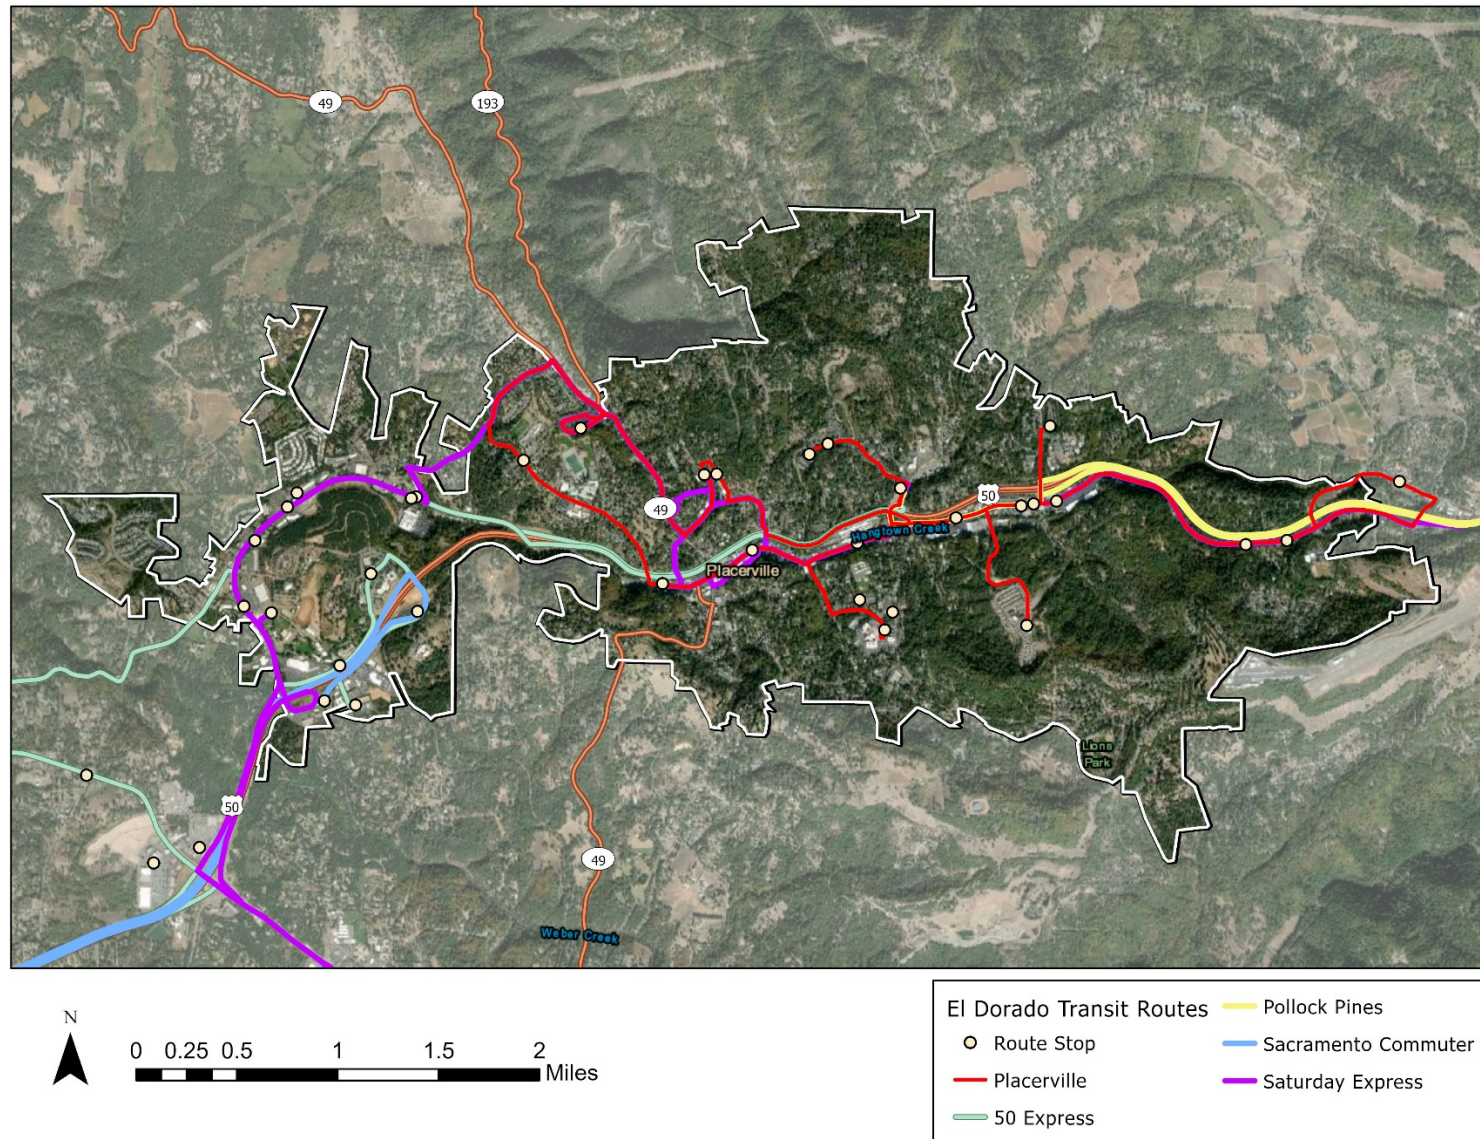 49
193
50
49
Hangtown Creek
Placerville
Lions
Park
50
49
Weber Creek
N
0 0.25 0.5 1 1.5 2
Miles
El Dorado Transit Routes
Route Stop
Placerville
50 Express
Pollock Pines
Sacramento Commuter
Saturday Express